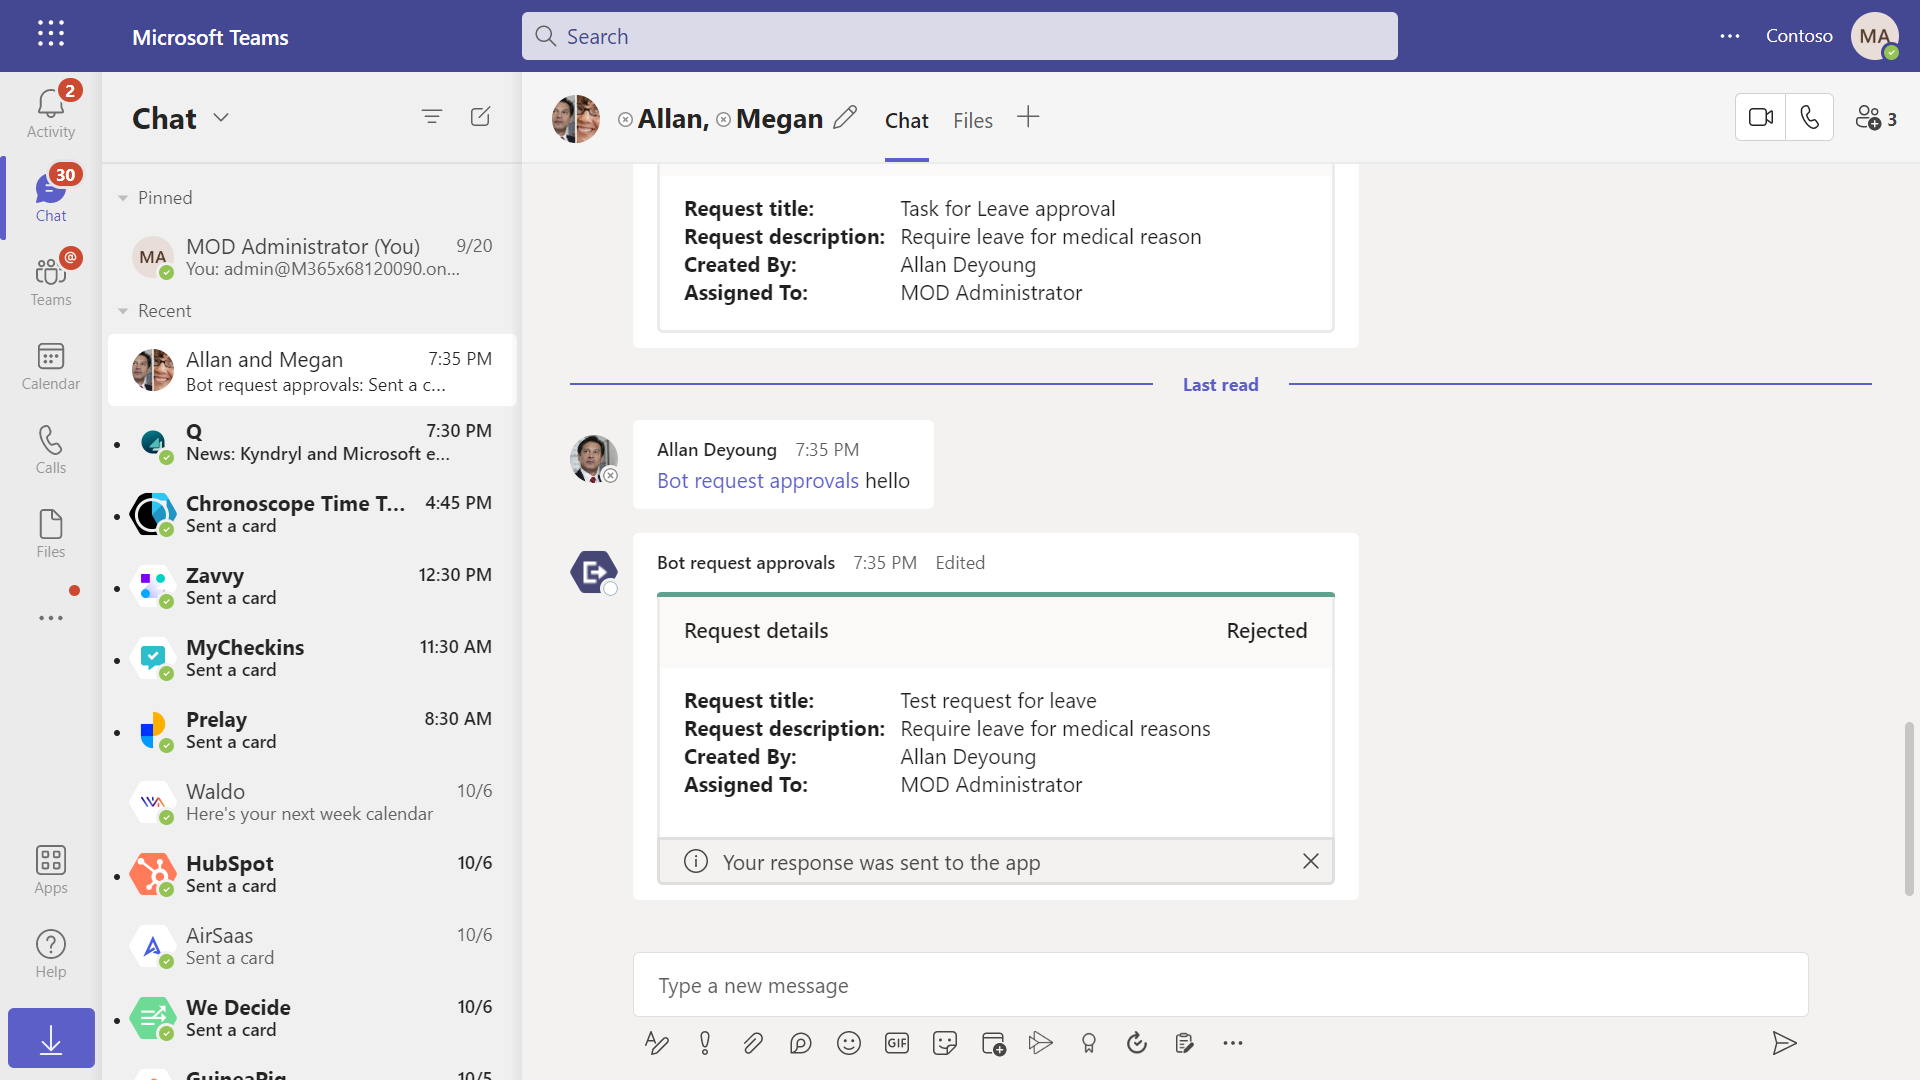 Microsoft Teams
Search
Contoso
MA
2
Activity
30
Chat
@
Teams
Calendar
Calls
Files
Apps
Help
Chat
Pinned
MA
MOD Administrator (You) 9/20
You: admin@M365x68120090.on...
Recent
Allan and Megan 7:35 PM
Bot request approvals: Sent a c...
Q 7:30 PM
News: Kyndryl and Microsoft e...
Chronoscope Time T... 4:45 PM
Sent a card
Zavvy 12:30 PM
Sent a card
MyCheckins 11:30 AM
Sent a card
Prelay 8:30 AM
Sent a card
Waldo 10/6
Here's your next week calendar
HubSpot 10/6
Sent a card
AirSaas 10/6
Sent a card
We Decide 10/6
Sent a card
GuineaPig 10/5
Allan, Megan
Chat Files
3
Request title: Task for Leave approval
Request description: Require leave for medical reason
Created By: Allan Deyoung
Assigned To: MOD Administrator
Last read
Allan Deyoung 7:35 PM
Bot request approvals hello
Bot request approvals 7:35 PM Edited
Request details Rejected
Request title: Test request for leave
Request description: Require leave for medical reasons
Created By: Allan Deyoung
Assigned To: MOD Administrator
Your response was sent to the app
Type a new message
GIF